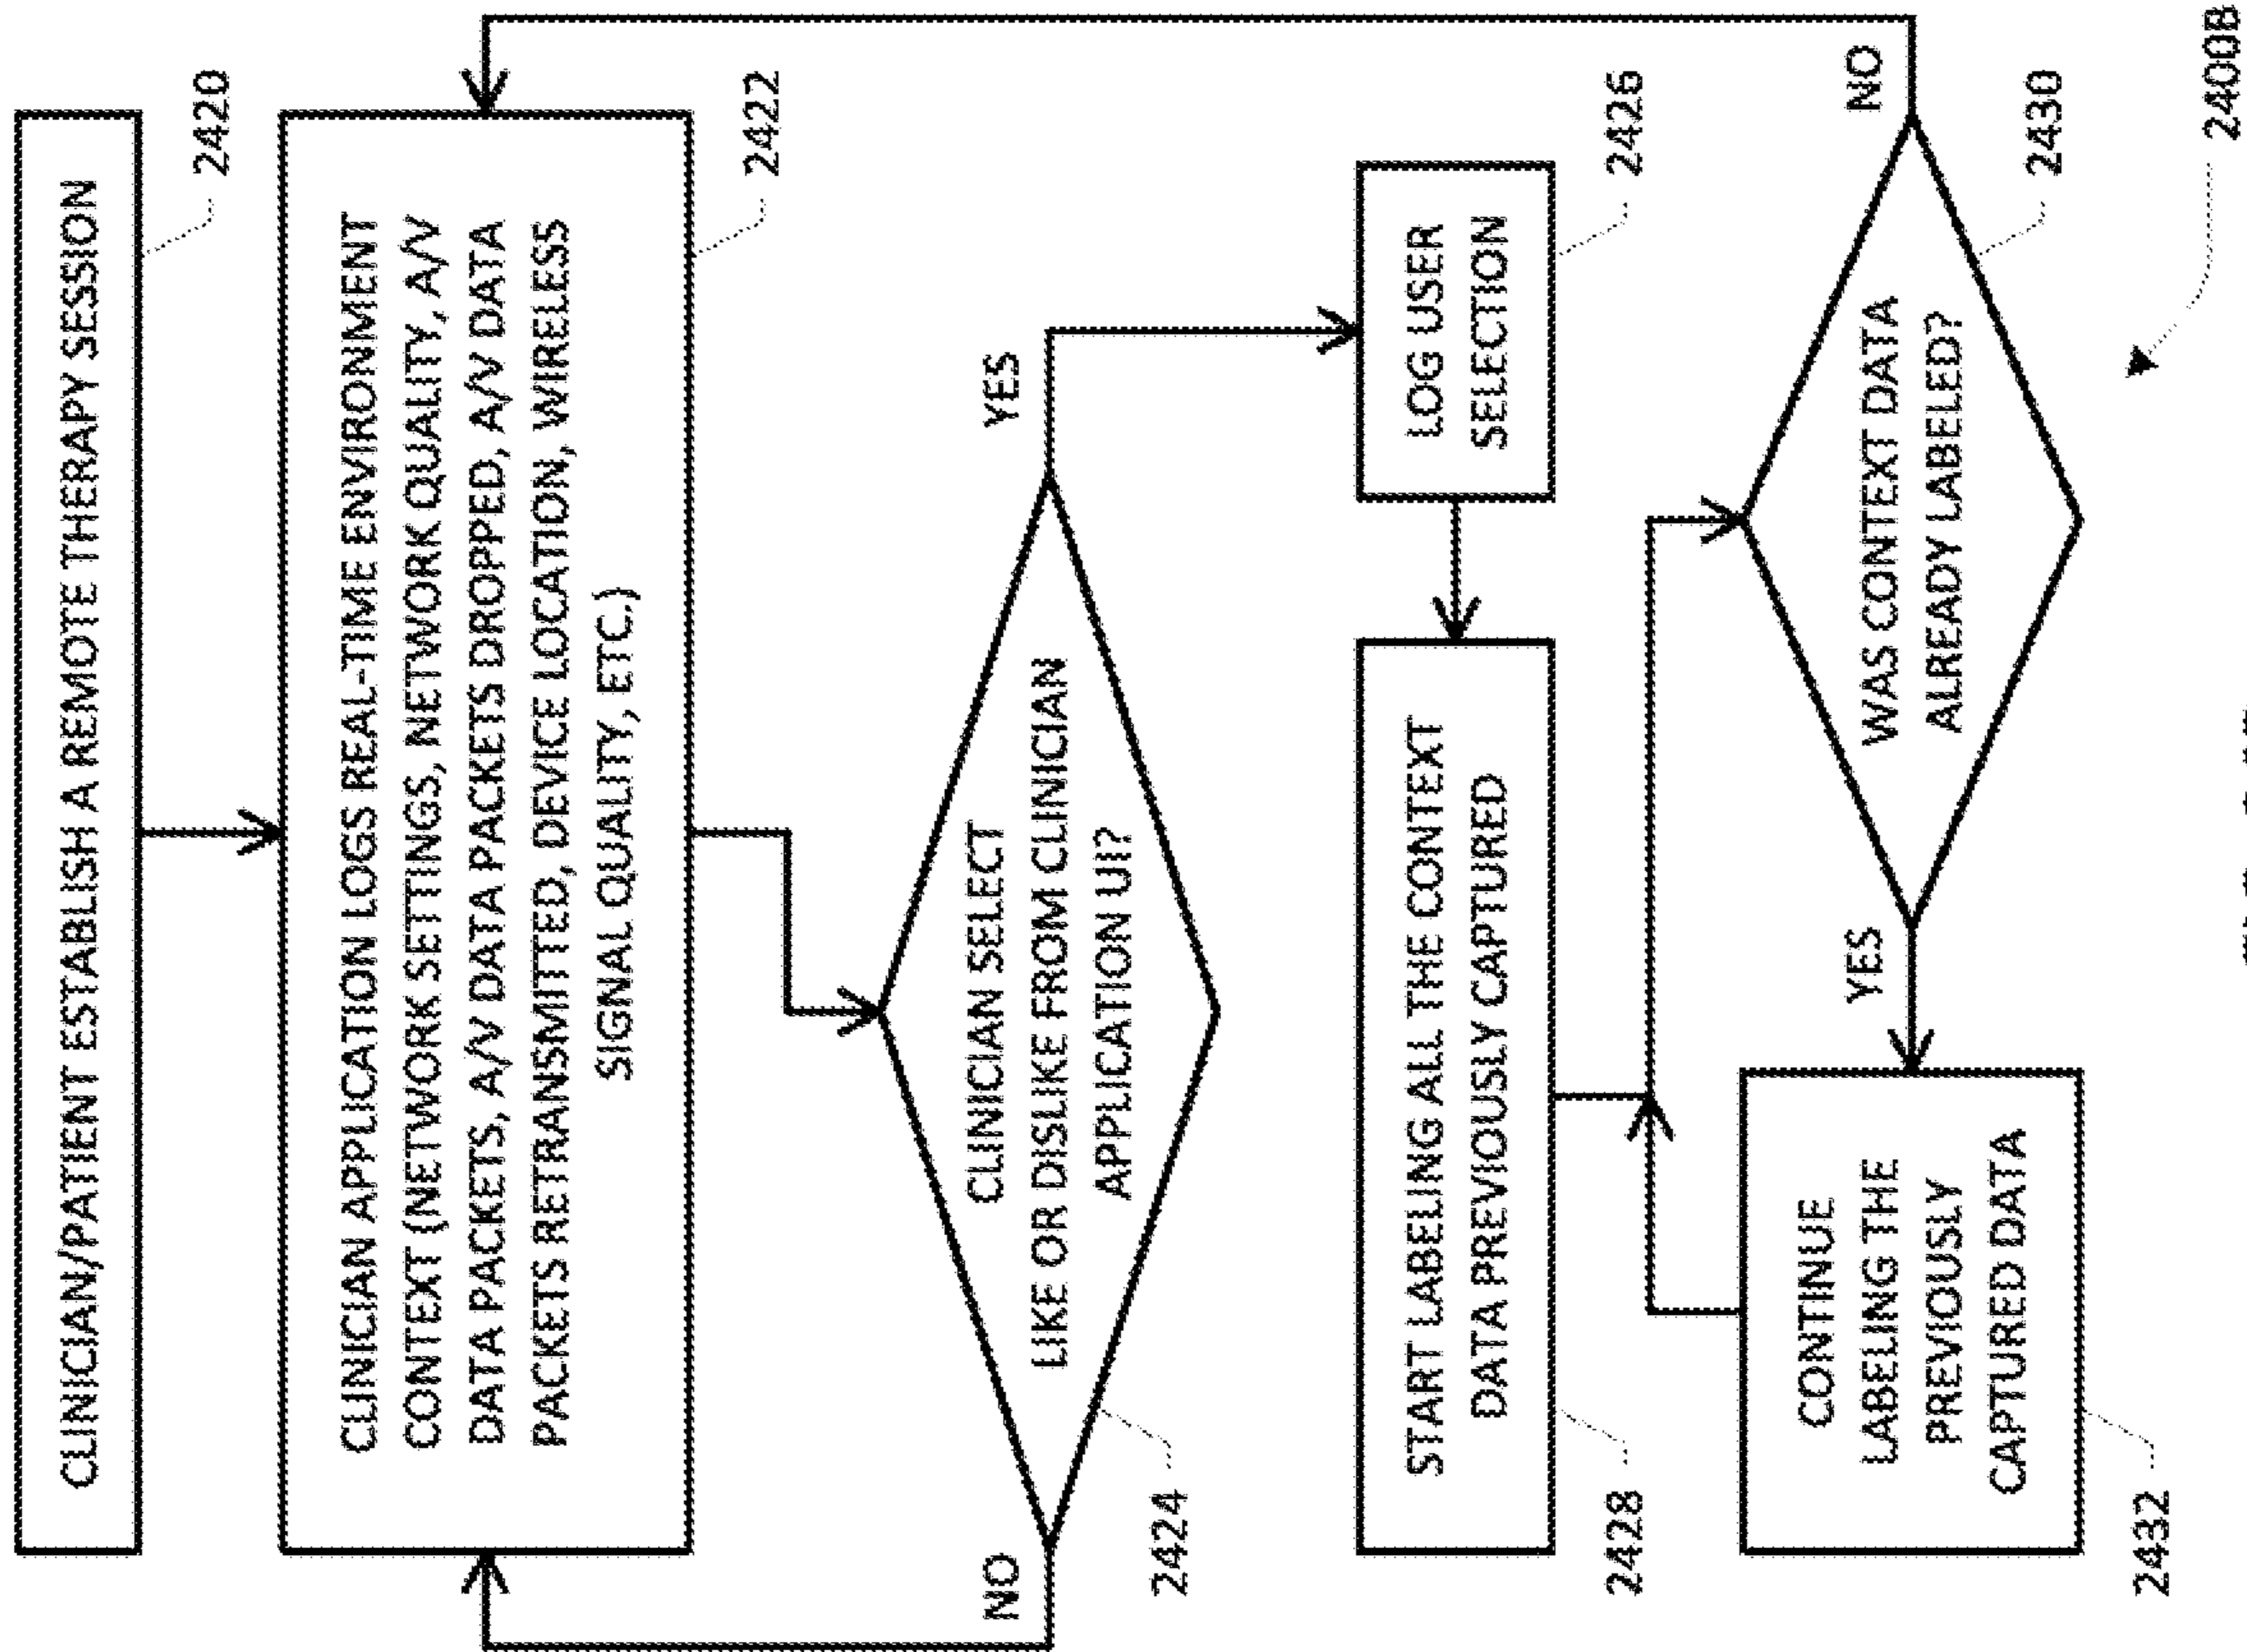 CLINICIAN/PATIENT ESTABLISH A REMOTE THERAPY SESSION
2420
CLINICIAN APPLICATION LOGS REAL-TIME ENVIRONMENT
CONTEXT (NETWORK SETTINGS, NETWORK QUALITY, A/V
DATA PACKETS, A/V DATA PACKETS DROPPED, A/V DATA
PACKETS RETRANSMITTED, DEVICE LOCATION, WIRELESS
SIGNAL QUALITY, ETC.)
2422
CLINICIAN SELECT
LIKE OR DISLIKE FROM CLINICIAN
APPLICATION UI?
NO
YES
2424
LOG USER
SELECTION
2426
START LABELING ALL THE CONTEXT
DATA PREVIOUSLY CAPTURED
2428
WAS CONTEXT DATA
ALREADY LABELED?
YES
NO
2430
CONTINUE
LABELING THE
PREVIOUSLY
CAPTURED DATA
2432
2400B